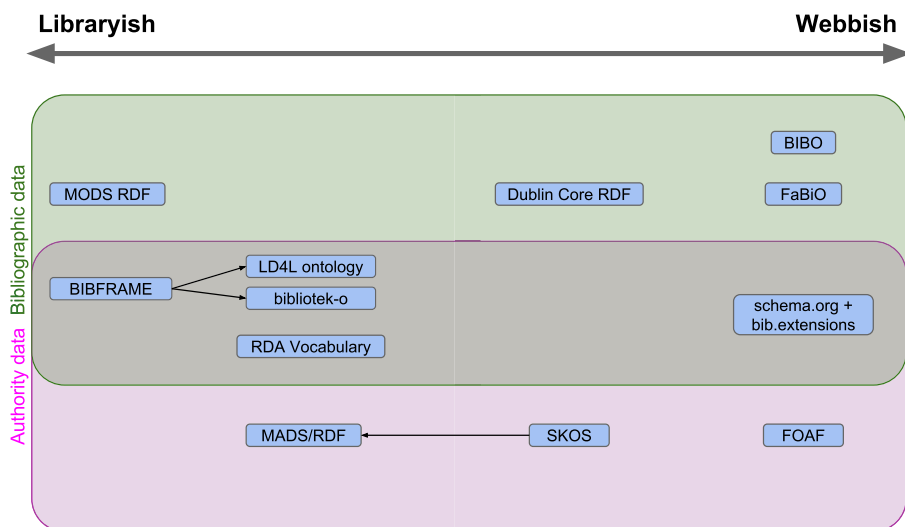 Libraryish
Webbish
Bibliographic data
Authority data
BIBO
MODS RDF
Dublin Core RDF
FaBiO
LD4L ontology
BIBFRAME
bibliotek-o
schema.org +
bib.extensions
RDA Vocabulary
MADS/RDF
SKOS
FOAF